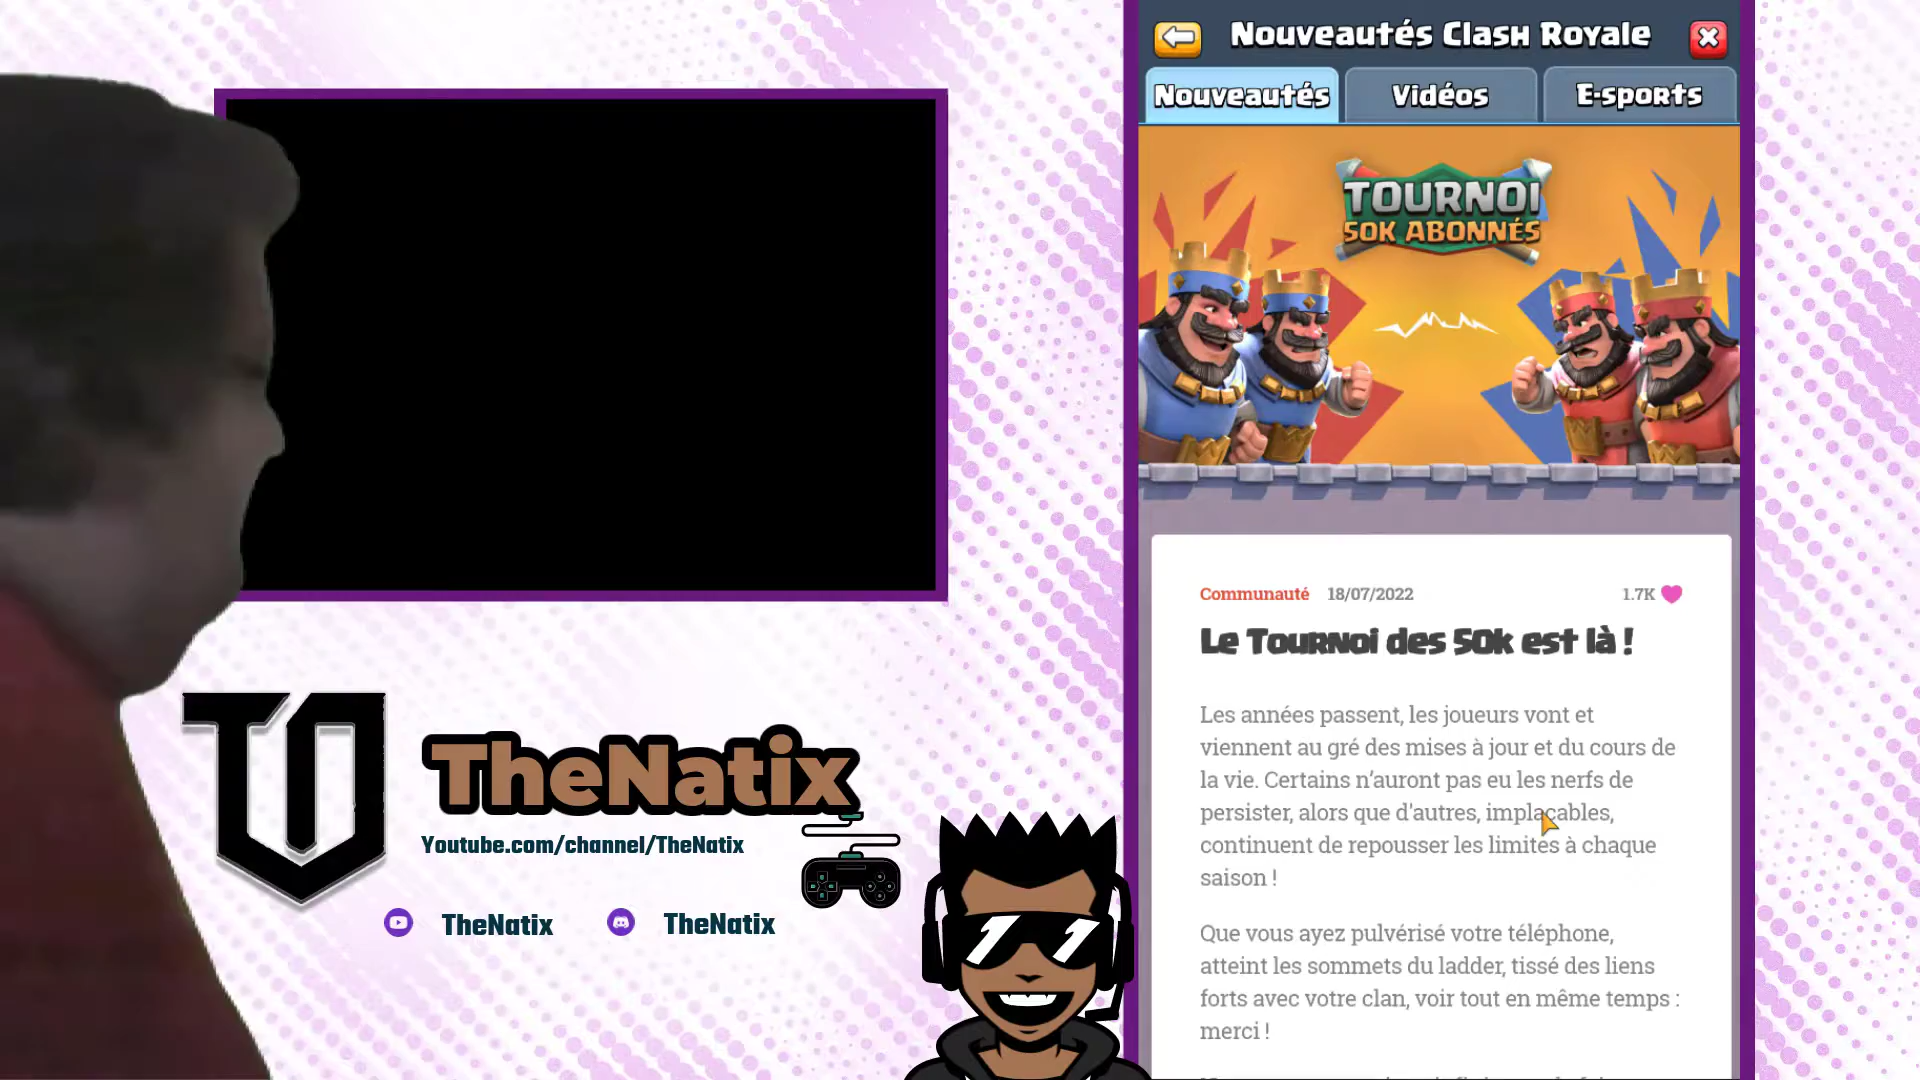 Nouveautés Clash Royale
Nouveautés
Vidéos
E-sports
TOURNOI
50K ABONNÉS
Communauté 18/07/2022 1.7K
Le Tournoi des 50k est là !
Les années passent, les joueurs vont et
viennent au gré des mises à jour et du cours de
la vie. Certains n’auront pas eu les nerfs de
persister, alors que d’autres, implacables,
continuent de repousser les limites à chaque
saison !
Que vous ayez pulvérisé votre téléphone,
atteint les sommets du ladder, tissé des liens
forts avec votre clan, voir tout en même temps :
merci !
TheNatix
Youtube.com/channel/TheNatix
TheNatix
TheNatix